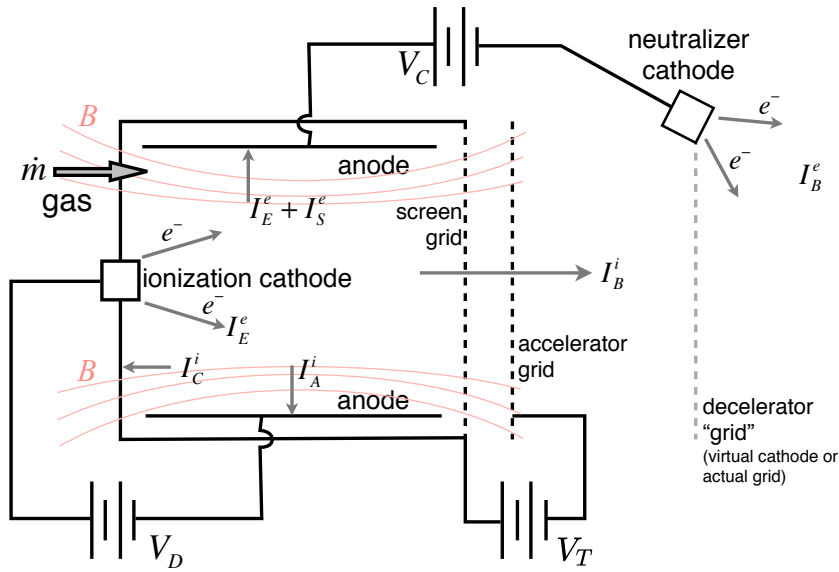 neutralizer
cathode
V_C
e⁻
e⁻
I_B^e
B
anode
ṁ
gas
I_E^e + I_S^e
screen
grid
e⁻
ionization cathode
I_B^i
e⁻
I_E^e
accelerator
grid
B
I_C^i
I_A^i
anode
decelerator
“grid”
(virtual cathode or
actual grid)
V_D
V_T